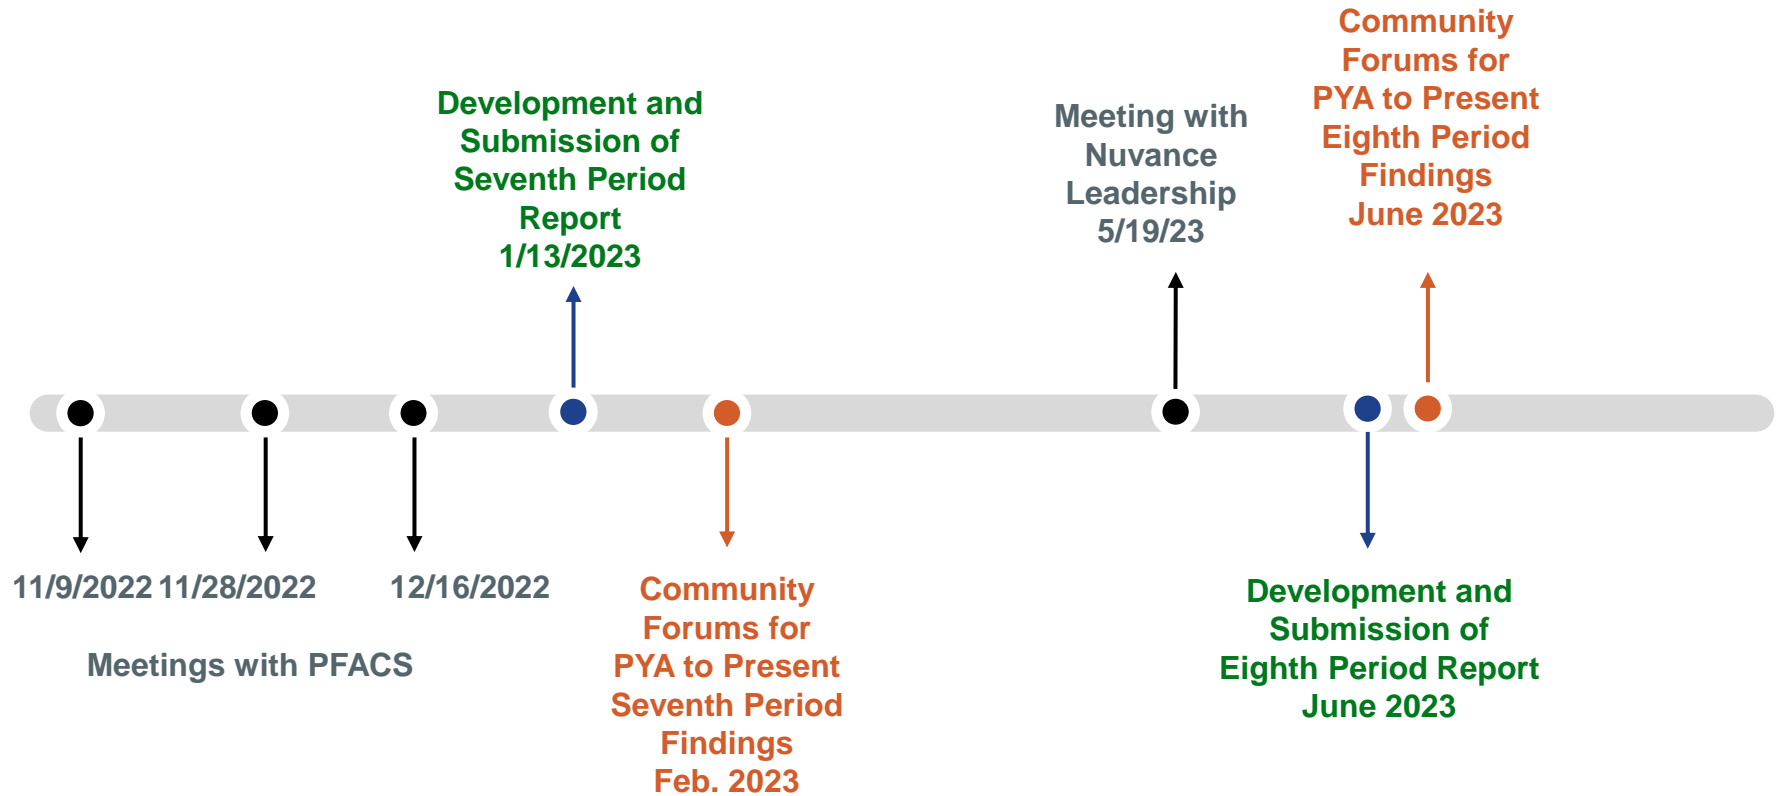 Development and
Submission of
Seventh Period
Report
1/13/2023
Meeting with
Nuvance
Leadership
5/19/23
Community
Forums for
PYA to Present
Eighth Period
Findings
June 2023
11/9/2022 11/28/2022 12/16/2022
Meetings with PFACS
Community
Forums for
PYA to Present
Seventh Period
Findings
Feb. 2023
Development and
Submission of
Eighth Period Report
June 2023